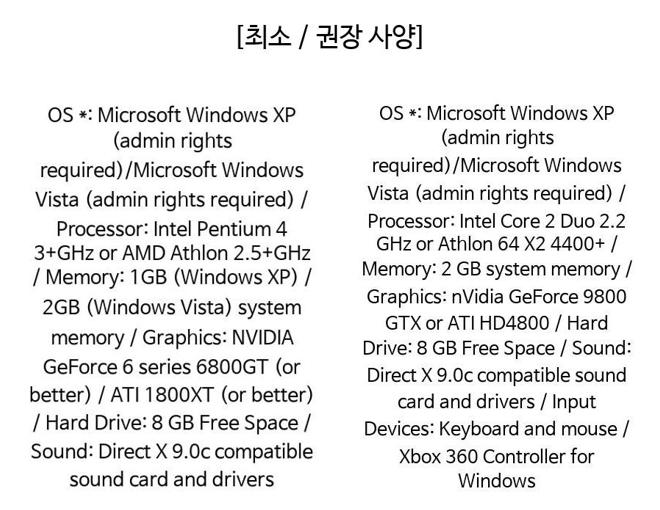 [최소 / 권장 사양]
OS *: Microsoft Windows XP
(admin rights
required)/Microsoft Windows
Vista (admin rights required) /
Processor: Intel Pentium 4
3+GHz or AMD Athlon 2.5+GHz
/ Memory: 1GB (Windows XP) /
2GB (Windows Vista) system
memory / Graphics: NVIDIA
GeForce 6 series 6800GT (or
better) / ATI 1800XT (or better)
/ Hard Drive: 8 GB Free Space /
Sound: Direct X 9.0c compatible
sound card and drivers
OS *: Microsoft Windows XP
(admin rights
required)/Microsoft Windows
Vista (admin rights required) /
Processor: Intel Core 2 Duo 2.2
GHz or Athlon 64 X2 4400+ /
Memory: 2 GB system memory /
Graphics: nVidia GeForce 9800
GTX or ATI HD4800 / Hard
Drive: 8 GB Free Space / Sound:
Direct X 9.0c compatible sound
card and drivers / Input
Devices: Keyboard and mouse /
Xbox 360 Controller for
Windows